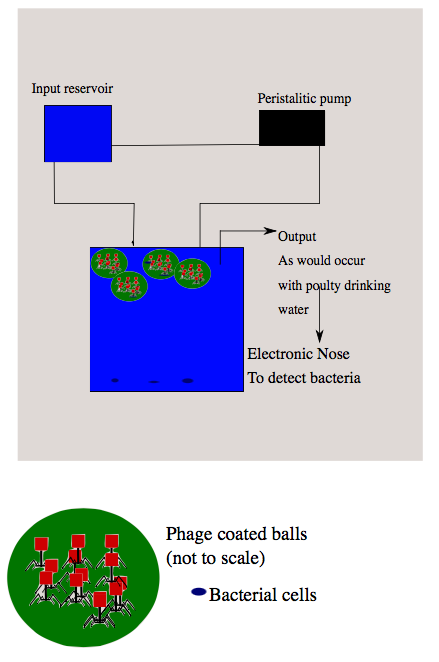 Input reservoir
Peristalitic pump
Output
As would occur
with poulty drinking
water
Electronic Nose
To detect bacteria
Phage coated balls
(not to scale)
Bacterial cells